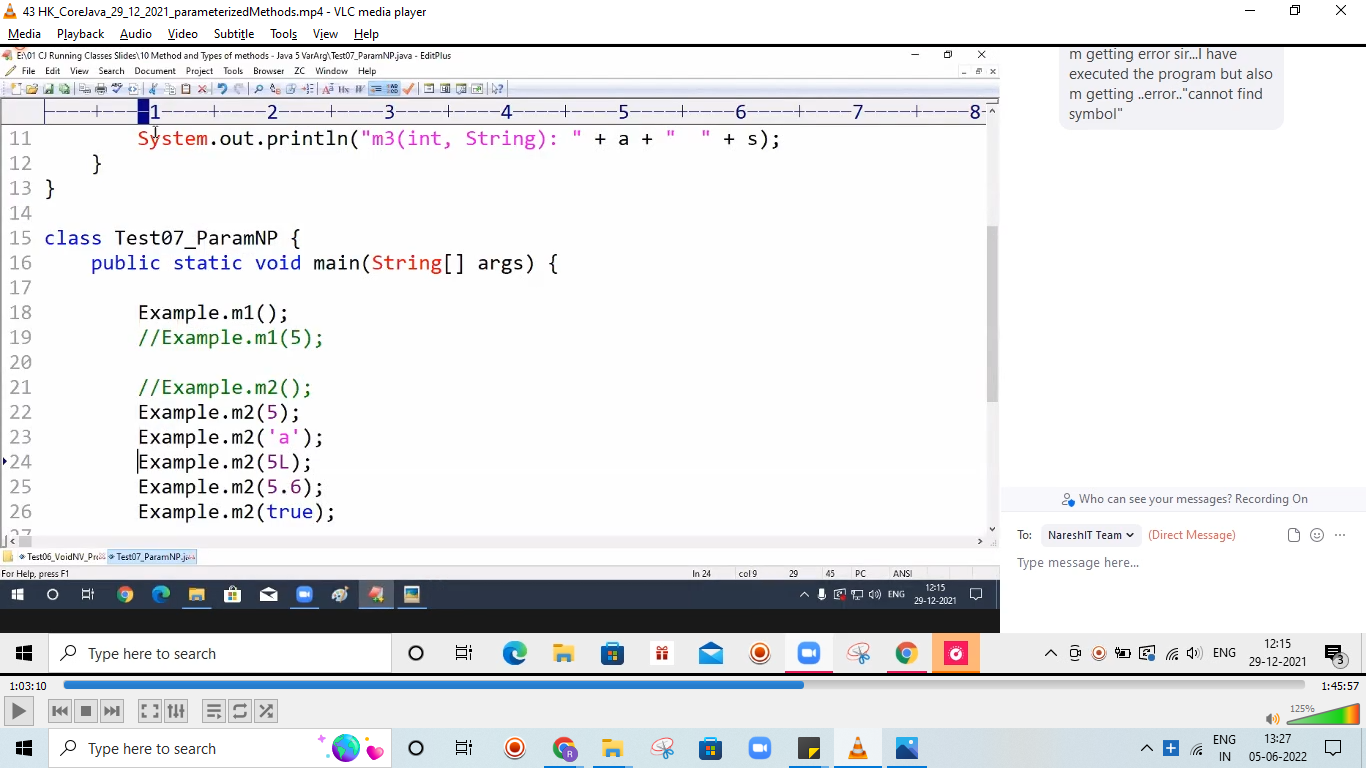 43 HK_CoreJava_29_12_2021_parameterizedMethods.mp4 - VLC media player
Media Playback Audio Video Subtitle Tools View Help
E:\01 CJ Running Classes Slides\10 Method and Types of methods - Java 5 VarArg\Test07_ParamNP.java - EditPlus
File Edit View Search Document Project Tools Browser ZC Window Help
----+----1----+----2----+----3----+----4----+----5----+----6----+----7----+----8-
11 System.out.println("m3(int, String): " + a + "  " + s);
12 }
13 }
14
15 class Test07_ParamNP {
16 public static void main(String[] args) {
17
18 Example.m1();
19 //Example.m1(5);
20
21 //Example.m2();
22 Example.m2(5);
23 Example.m2('a');
24 Example.m2(5L);
25 Example.m2(5.6);
26 Example.m2(true);
27
Test06_VoidNV_Pr Test07_ParamNP.ja
For Help, press F1 ln 24 col 9 29 45 PC ANSI
ENG 12:15
29-12-2021
m getting error sir...I have
executed the program but also
m getting ..error.."cannot find
symbol"
Who can see your messages? Recording On
To: NareshIT Team (Direct Message)
Type message here...
Type here to search ENG 12:15
29-12-2021 3
1:03:10 1:45:57
125%
Type here to search R ENG 13:27
IN 05-06-2022